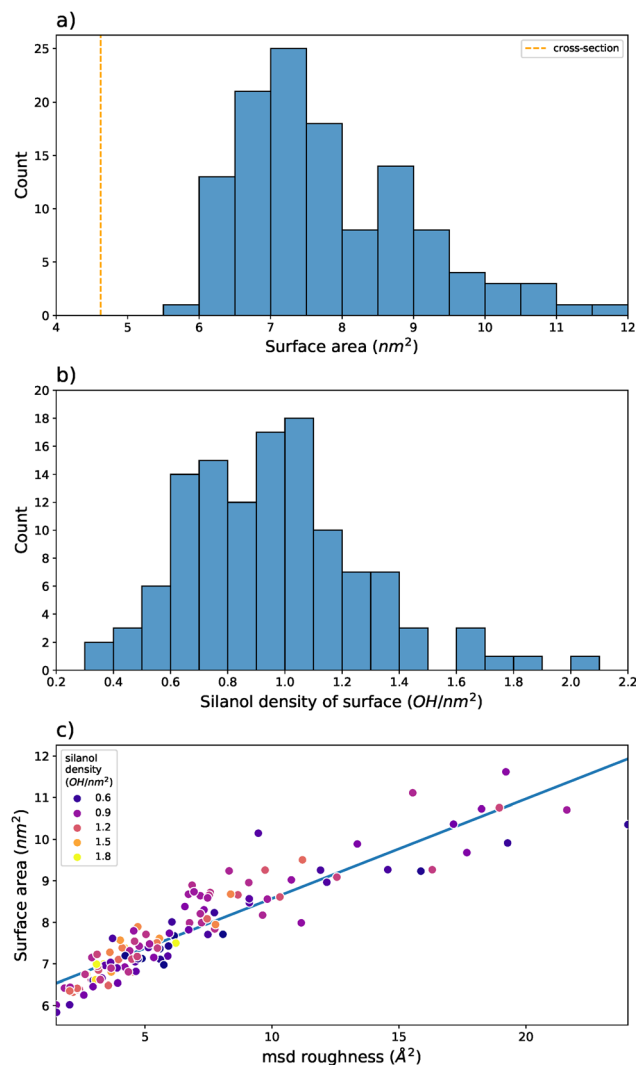 a)
25
20
15
10
5
0
Count
cross-section
4 5 6 7 8 9 10 11 12
Surface area (nm²)
b)
20
18
16
14
12
10
8
6
4
2
0
Count
0.2 0.4 0.6 0.8 1.0 1.2 1.4 1.6 1.8 2.0 2.2
Silanol density of surface (OH/nm²)
c)
12
11
10
9
8
7
6
Surface area (nm²)
silanol
density
(OH/nm²)
0.6
0.9
1.2
1.5
1.8
5 10 15 20
msd roughness (Å²)